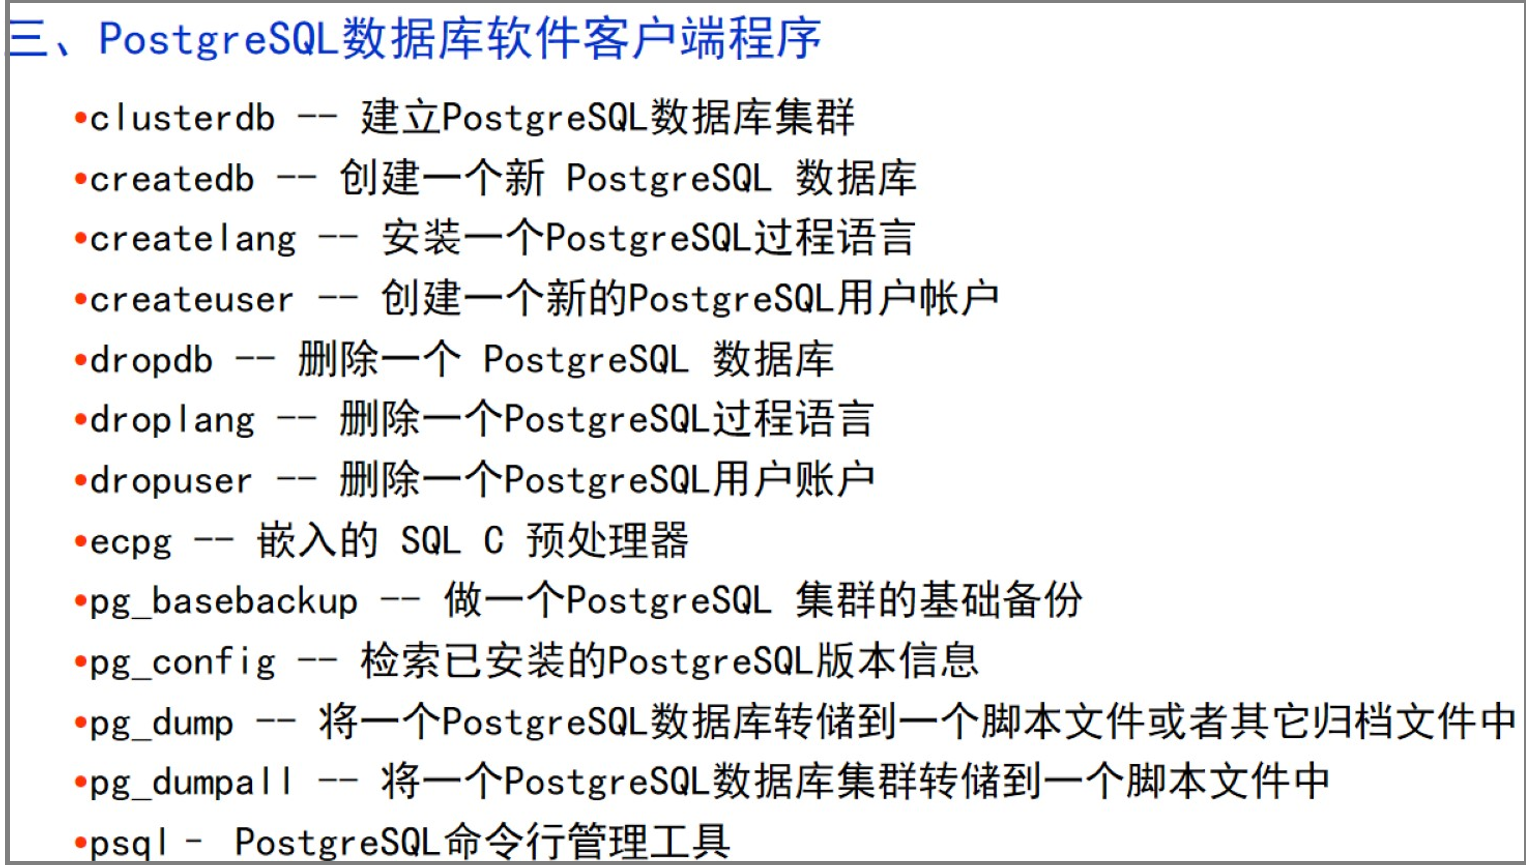 三、PostgreSQL数据库软件客户端程序
•clusterdb -- 建立PostgreSQL数据库集群
•createdb -- 创建一个新 PostgreSQL 数据库
•createlang -- 安装一个PostgreSQL过程语言
•createuser -- 创建一个新的PostgreSQL用户帐户
•dropdb -- 删除一个 PostgreSQL 数据库
•droplang -- 删除一个PostgreSQL过程语言
•dropuser -- 删除一个PostgreSQL用户账户
•ecpg -- 嵌入的 SQL C 预处理器
•pg_basebackup -- 做一个PostgreSQL 集群的基础备份
•pg_config -- 检索已安装的PostgreSQL版本信息
•pg_dump -- 将一个PostgreSQL数据库转储到一个脚本文件或者其它归档文件中
•pg_dumpall -- 将一个PostgreSQL数据库集群转储到一个脚本文件中
•psql– PostgreSQL命令行管理工具